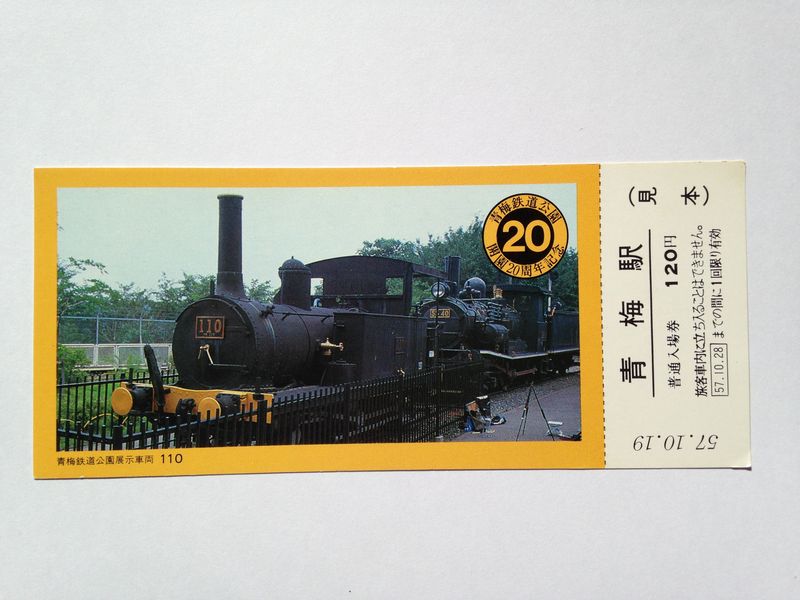 青梅鉄道公園
20
開園20周年記念
110
5540
青梅鉄道公園展示車両 110
(見本)
青梅駅
普通入場券 120円
旅客車内に立ち入ることはできません。
57.10.28 までの間に1回限り有効
57.10.19